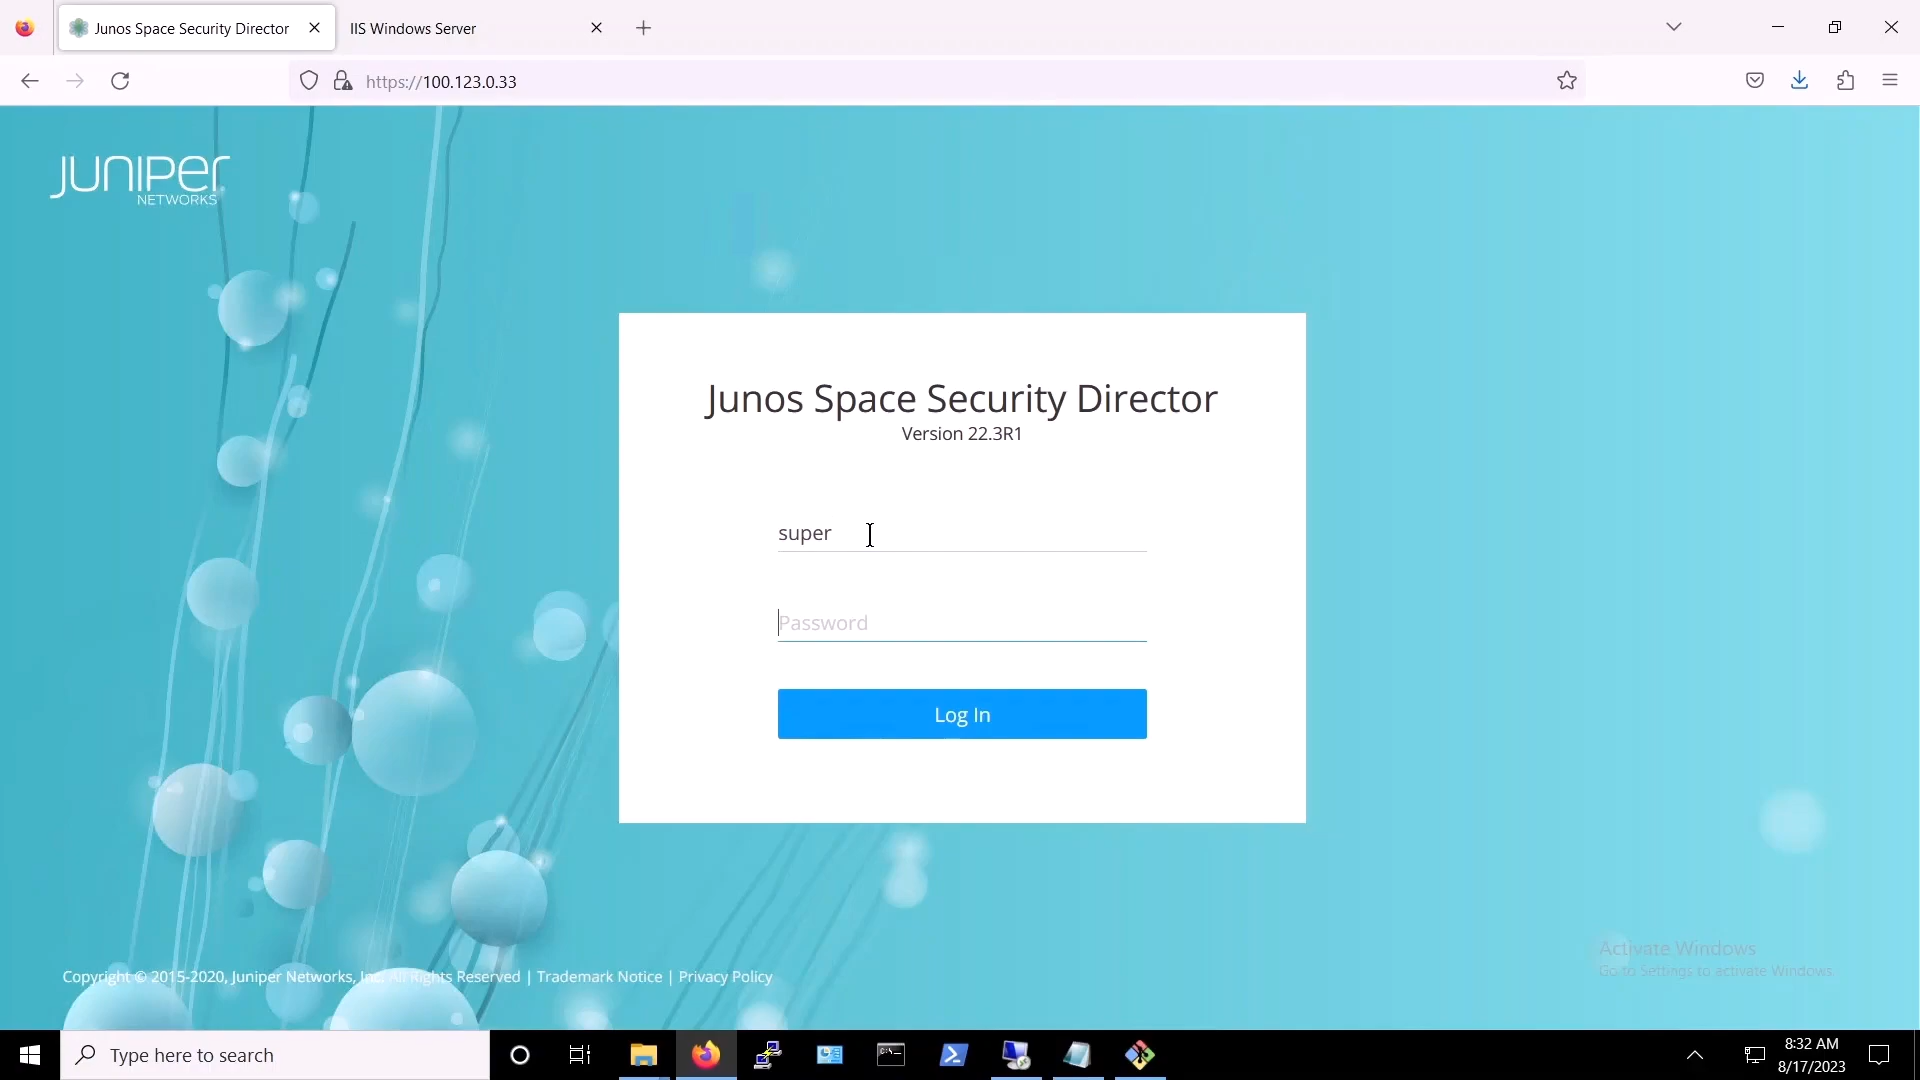 Junos Space Security Director
IIS Windows Server
https://100.123.0.33
JUNIPer
NETWORKS
Junos Space Security Director
Version 22.3R1
super
Password
Log In
Activate Windows
Go to Settings to activate Windows.
Copyright © 2015-2020, Juniper Networks, Inc. All Rights Reserved | Trademark Notice | Privacy Policy
Type here to search
8:32 AM
8/17/2023